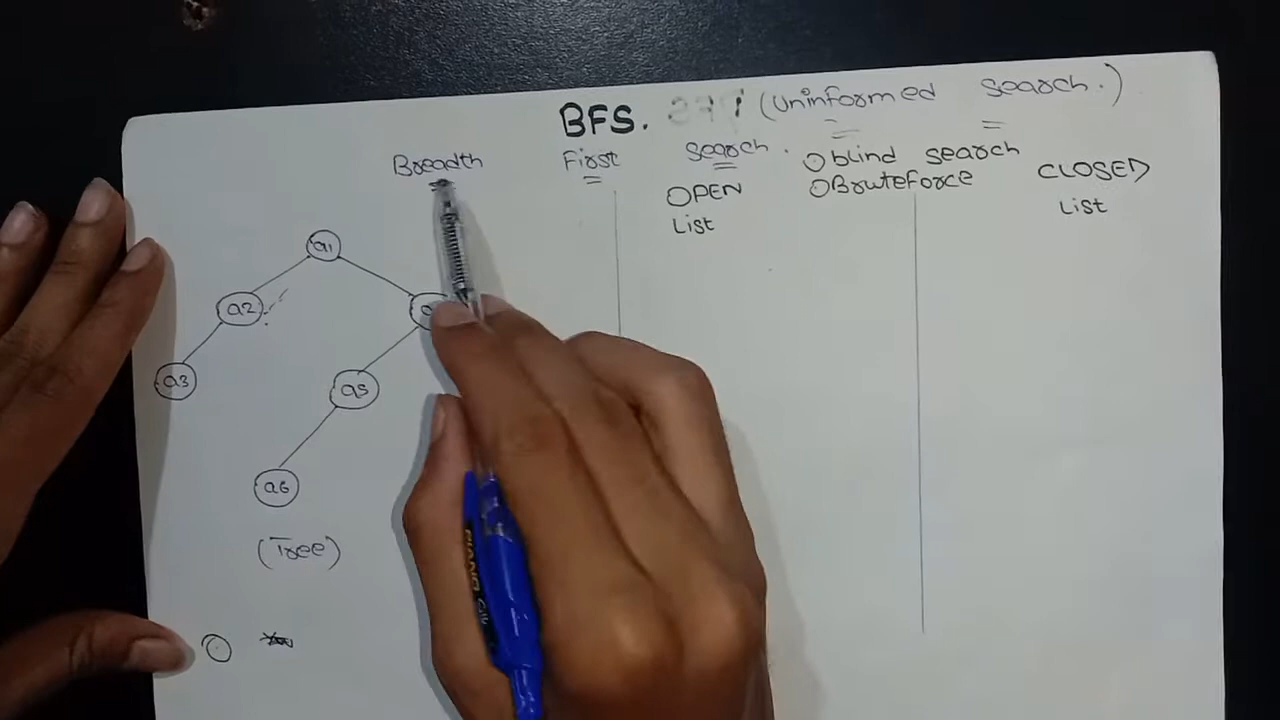 BFS. (Uninformed search.)
Breadth First search.
○ blind search
○ Bruteforce
OPEN
List
CLOSED
List
a1
a2
a3
a5
a6
(Tree)
PIANO